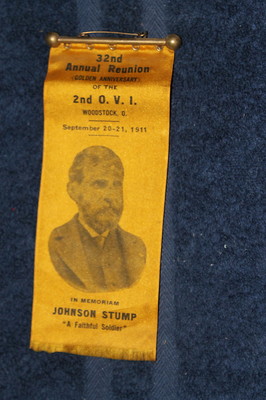 32nd
Annual Reunion
(GOLDEN ANNIVERSARY)
OF THE
2nd O. V. I.
WOODSTOCK, O.
September 20-21, 1911
IN MEMORIAM
JOHNSON STUMP
"A Faithful Soldier"